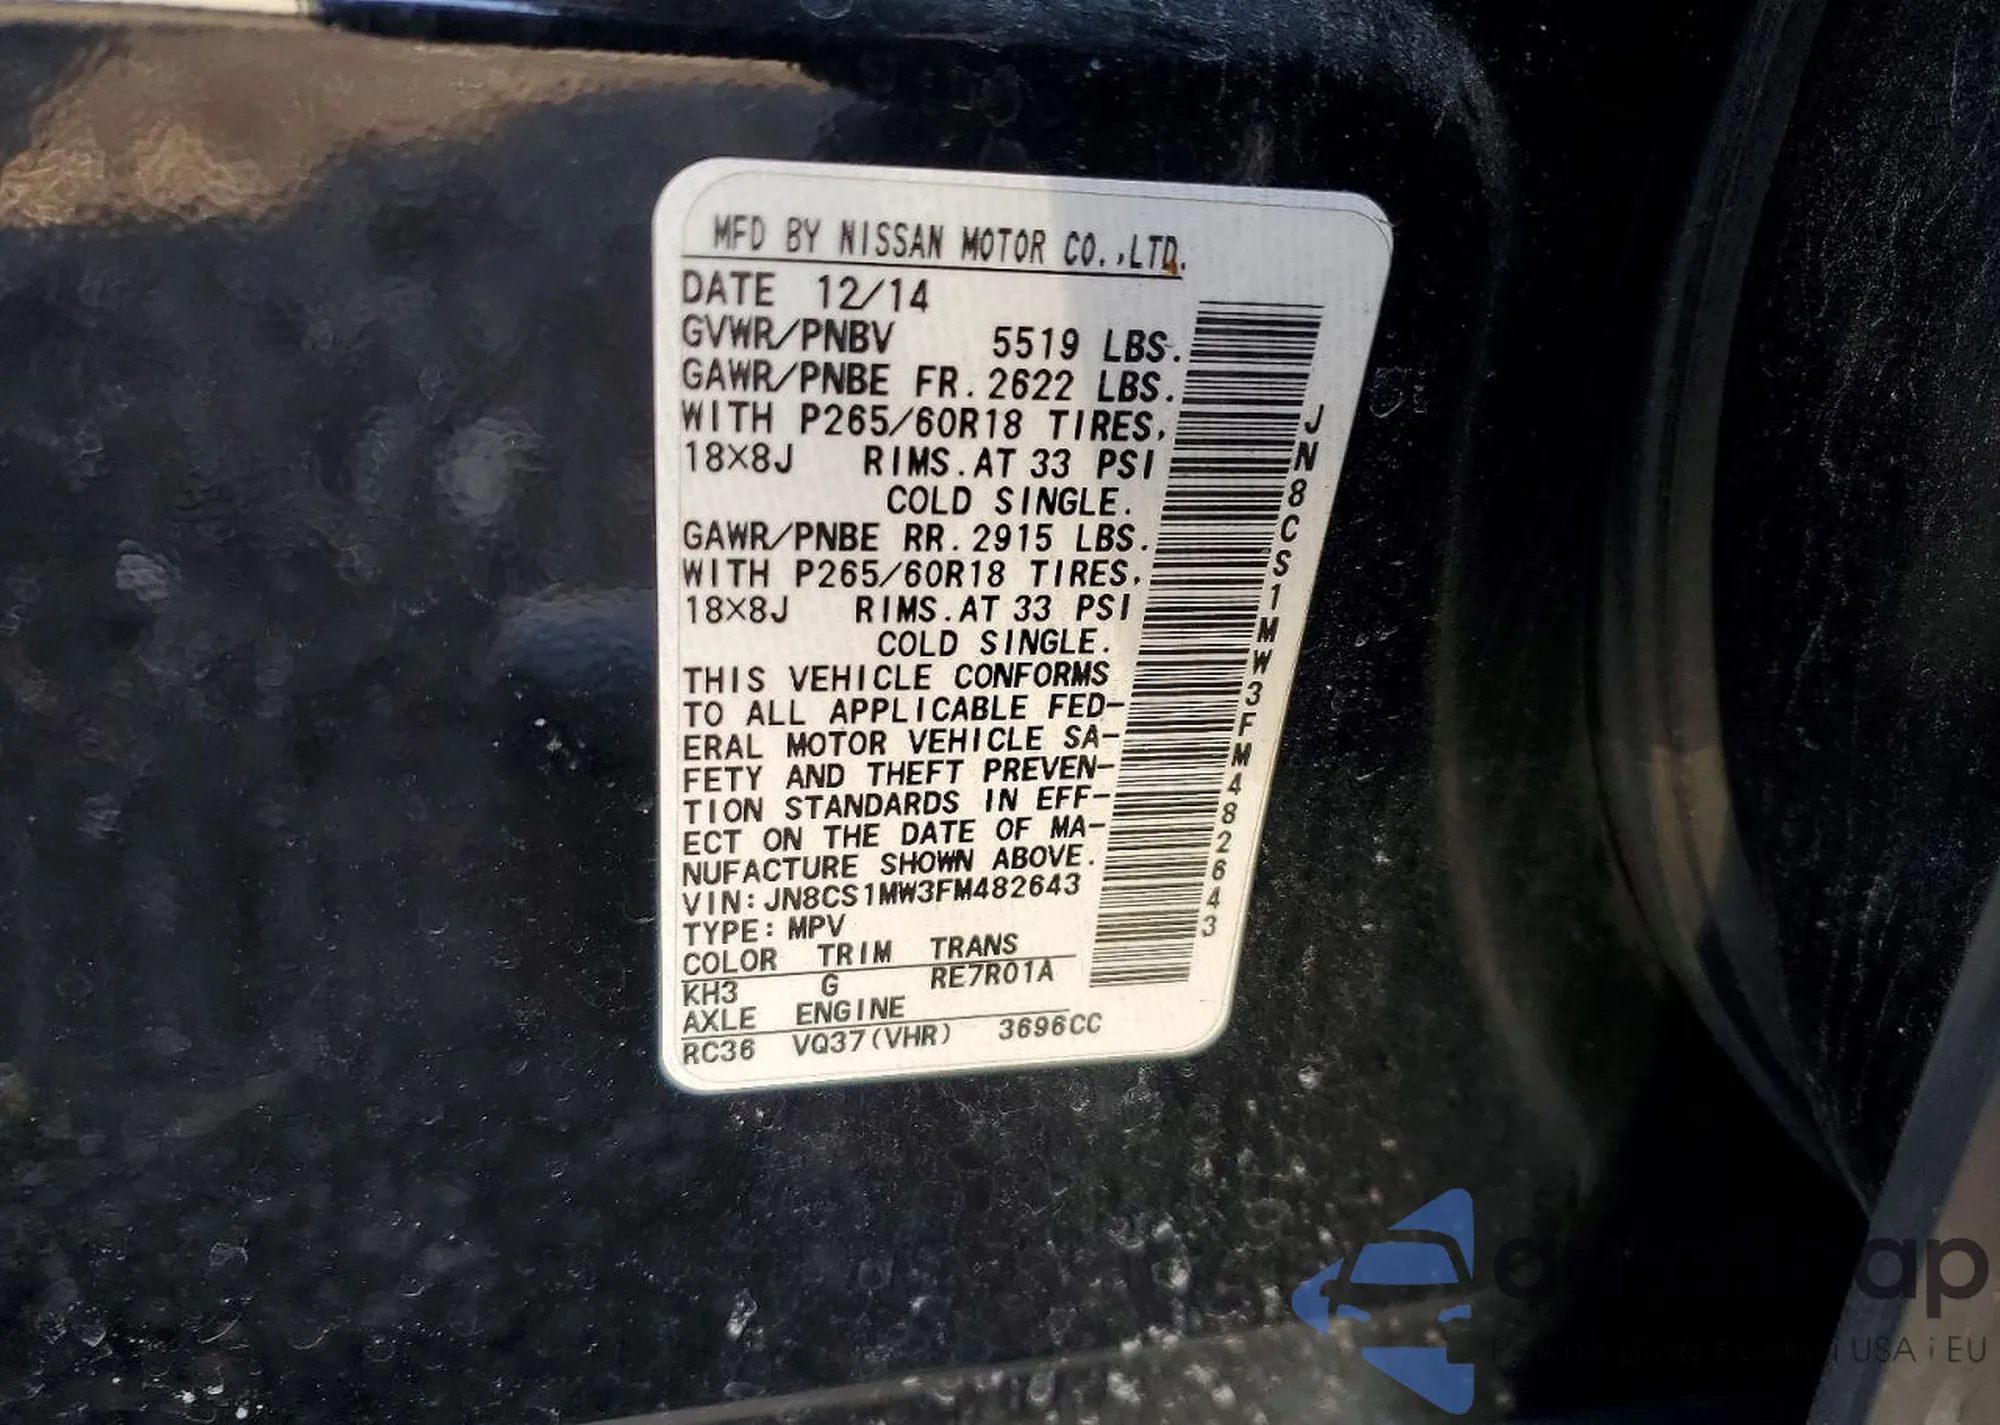 MFD BY NISSAN MOTOR CO.,LTD.
DATE 12/14
GVWR/PNBV 5519 LBS.
GAWR/PNBE FR. 2622 LBS.
WITH P265/60R18 TIRES,
18×8J RIMS. AT 33 PSI
COLD SINGLE.
GAWR/PNBE RR. 2915 LBS.
WITH P265/60R18 TIRES,
18×8J RIMS. AT 33 PSI
COLD SINGLE.
THIS VEHICLE CONFORMS
TO ALL APPLICABLE FED-
ERAL MOTOR VEHICLE SA-
FETY AND THEFT PREVEN-
TION STANDARDS IN EFF-
ECT ON THE DATE OF MA-
NUFACTURE SHOWN ABOVE.
VIN: JN8CS1MW3FM482643
TYPE: MPV
COLOR TRIM TRANS
KH3 G RE7R01A
AXLE ENGINE
RC36 VQ37(VHR) 3696CC
JN8CS1MW3FM482643
USA i EU